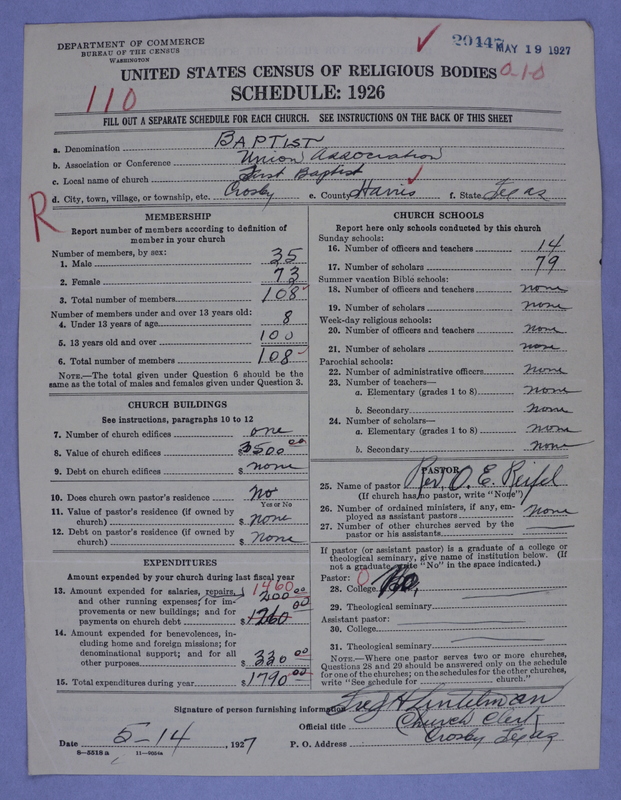 DEPARTMENT OF COMMERCE
BUREAU OF THE CENSUS
WASHINGTON
20447 MAY 19 1927
UNITED STATES CENSUS OF RELIGIOUS BODIES 0-1-0
110
SCHEDULE: 1926
FILL OUT A SEPARATE SCHEDULE FOR EACH CHURCH. SEE INSTRUCTIONS ON THE BACK OF THIS SHEET
a. Denomination BAPTIST
b. Association or Conference Union Association
c. Local name of church First Baptist
d. City, town, village, or township, etc. Crosby e. County Harris f. State Texas
R
MEMBERSHIP
Report number of members according to definition of
member in your church
Number of members, by sex:
1. Male 35
2. Female 73
3. Total number of members 108
Number of members under and over 13 years old:
4. Under 13 years of age 8
5. 13 years old and over 100
6. Total number of members 108
NOTE.—The total given under Question 6 should be
same as the total of males and females given under Question 3.
CHURCH BUILDINGS
See instructions, paragraphs 10 to 12
7. Number of church edifices one
8. Value of church edifices $ 3500 00
9. Debt on church edifices $ none
10. Does church own pastor's residence No
Yes or No
11. Value of pastor's residence (if owned by
church) $ None
12. Debt on pastor's residence (if owned by
church) $ None
EXPENDITURES
Amount expended by your church during last fiscal year
1460
13. Amount expended for salaries, repairs, 200 00
and other running expenses; for im-
provements or new buildings; and for
payments on church debt $ 1260 00
14. Amount expended for benevolences, in-
cluding home and foreign missions; for
denominational support; and for all
other purposes $ 330 00
15. Total expenditures during year $ 1790 00
CHURCH SCHOOLS
Report here only schools conducted by this church
Sunday schools:
16. Number of officers and teachers 14
17. Number of scholars 79
Summer vacation Bible schools:
18. Number of officers and teachers none
19. Number of scholars none
Week-day religious schools:
20. Number of officers and teachers None
21. Number of scholars none
Parochial schools:
22. Number of administrative officers None
23. Number of teachers—
a. Elementary (grades 1 to 8) None
b. Secondary None
24. Number of scholars—
a. Elementary (grades 1 to 8) None
b. Secondary None
PASTOR
25. Name of pastor Rev. O. E. Reifel
(If church has no pastor, write "None")
26. Number of ordained ministers, if any, em-
ployed as assistant pastors None
27. Number of other churches served by the
pastor or his assistants
If pastor (or assistant pastor) is a graduate of a college or
theological seminary, give name of institution below. (If
not a graduate, write "No" in the space indicated.)
Pastor: 0
28. College No,
29. Theological seminary
Assistant pastor:
30. College
31. Theological seminary
NOTE.—Where one pastor serves two or more churches,
Questions 28 and 29 should be answered only on the schedule
for one of the churches; on the schedules for the other churches,
write "See schedule for church."
Signature of person furnishing information
Official title Church Clerk
Date 5-14, 1927 P. O. Address Crosby Texas
8—5518a 11—9054a